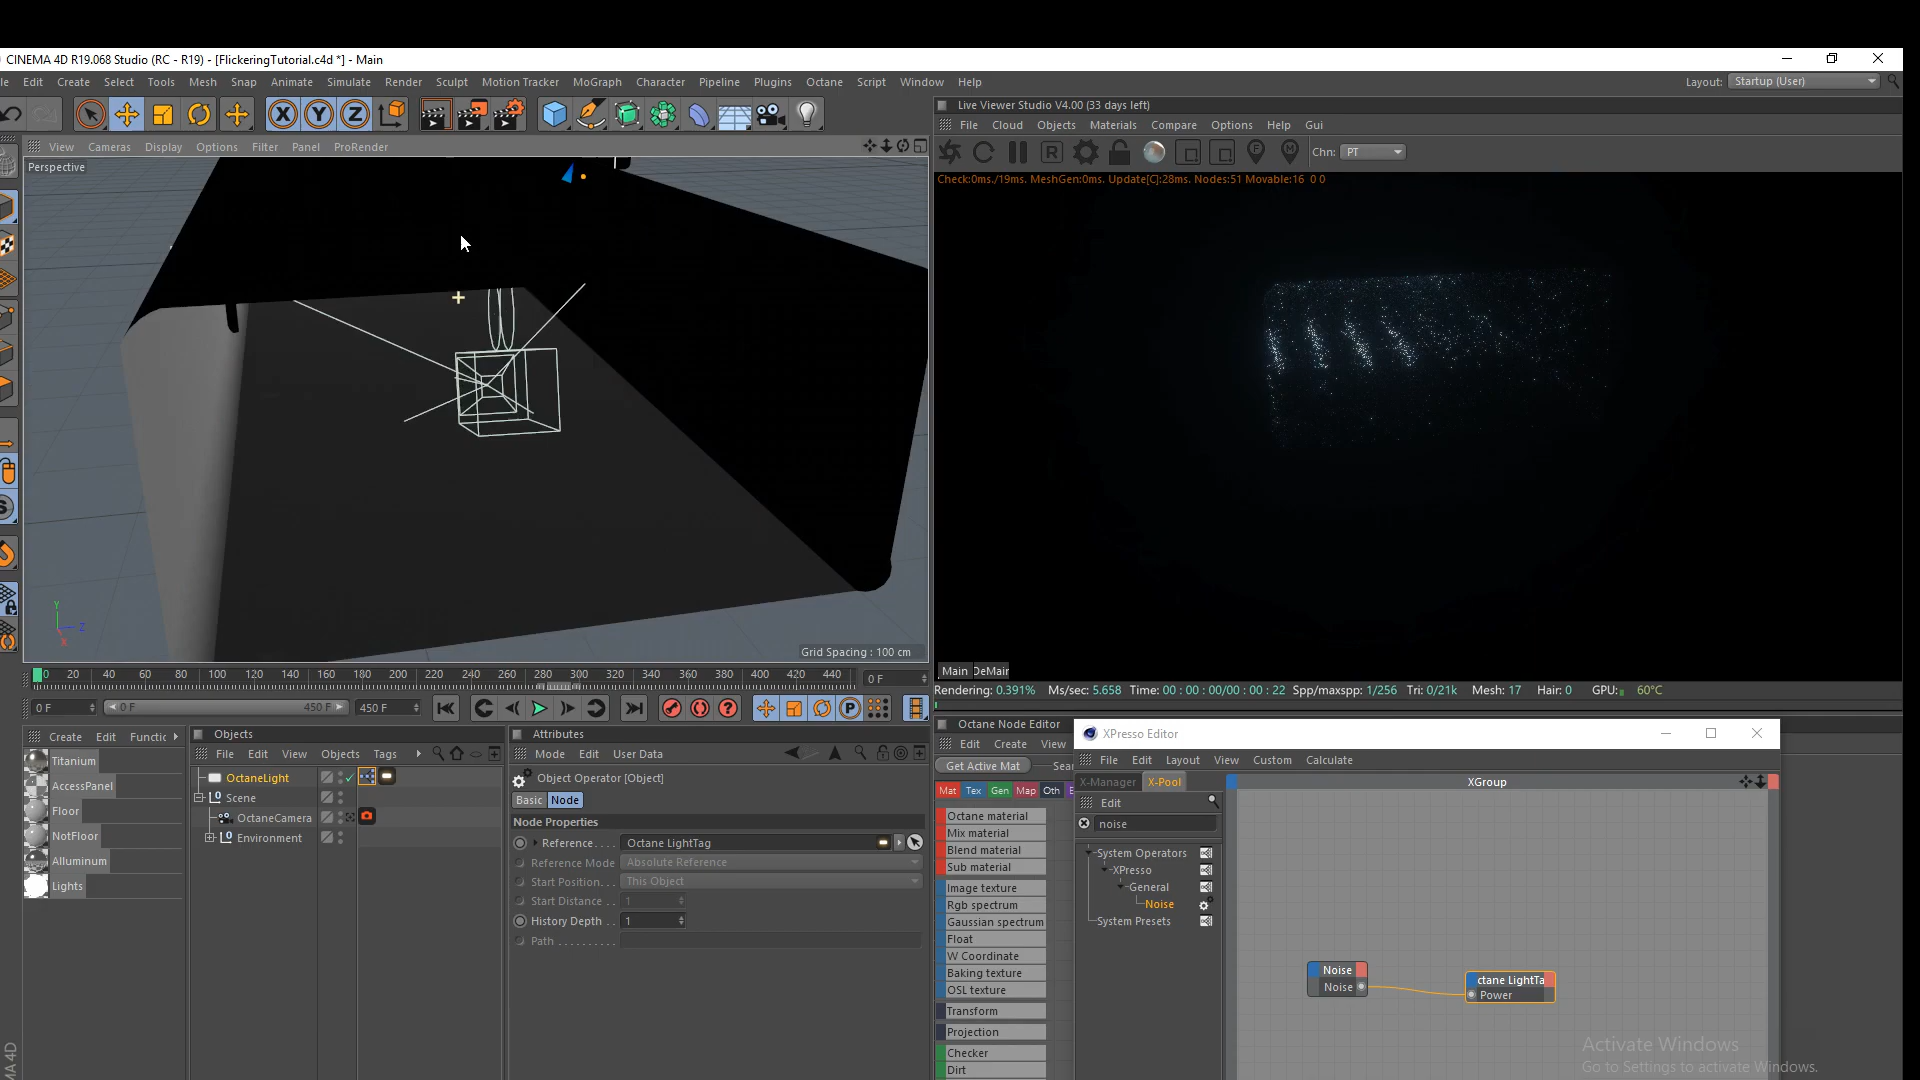 CINEMA 4D R19.068 Studio (RC - R19) - [FlickeringTutorial.c4d *] - Main
Edit Create Select Tools Mesh Snap Animate Simulate Render Sculpt Motion Tracker MoGraph Character Pipeline Plugins Octane Script Window Help
Layout: Startup (User)
Live Viewer Studio V4.00 (33 days left)
File Cloud Objects Materials Compare Options Help Gui
View Cameras Display Options Filter Panel ProRender
Chn: PT
Perspective
Check:0ms./19ms. MeshGen:0ms. Update[C]:28ms. Nodes:51 Movable:16 0 0
X Y Z
R
Y
Z
X
Grid Spacing : 100 cm
Main DeMain
0 20 40 60 80 100 120 140 160 180 200 220 240 260 280 300 320 340 360 380 400 420 440
0 F
Rendering: 0.391% Ms/sec: 5.658 Time: 00 : 00 : 00/00 : 00 : 22 Spp/maxspp: 1/256 Tri: 0/21k Mesh: 17 Hair: 0 GPU: 60°C
0 F
0 F 450 F
450 F
P
Create Edit Functic
Titanium
AccessPanel
Floor
NotFloor
Alluminum
Lights
Objects
File Edit View Objects Tags
OctaneLight
Scene
OctaneCamera
Environment
Attributes
Mode Edit User Data
Object Operator [Object]
Basic Node
Node Properties
Reference.... Octane LightTag
Reference Mode Absolute Reference
Start Position... This Object
Start Distance .. 1
History Depth .. 1
Path ..........
Octane Node Editor
Edit Create View
Get Active Mat Sear
Mat Tex Gen Map Oth E
Octane material
Mix material
Blend material
Sub material
Image texture
Rgb spectrum
Gaussian spectrum
Float
W Coordinate
Baking texture
OSL texture
Transform
Projection
Checker
Dirt
XPresso Editor
File Edit Layout View Custom Calculate
X-Manager X-Pool
XGroup
Edit
noise
System Operators
XPresso
General
Noise
System Presets
Noise
Noise
ctane LightTa
Power
Activate Windows
Go to Settings to activate Windows.
MA 4D